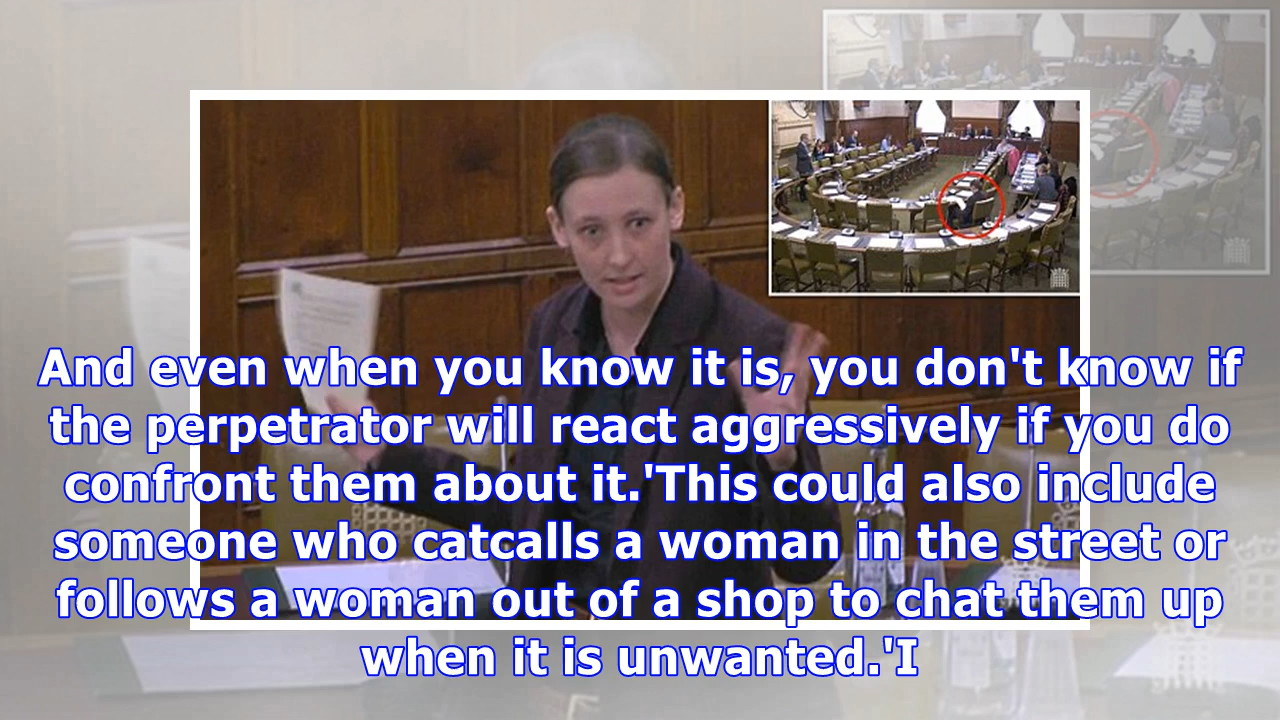 And even when you know it is, you don't know if
the perpetrator will react aggressively if you do
confront them about it.'This could also include
someone who catcalls a woman in the street or
follows a woman out of a shop to chat them up
when it is unwanted.'I